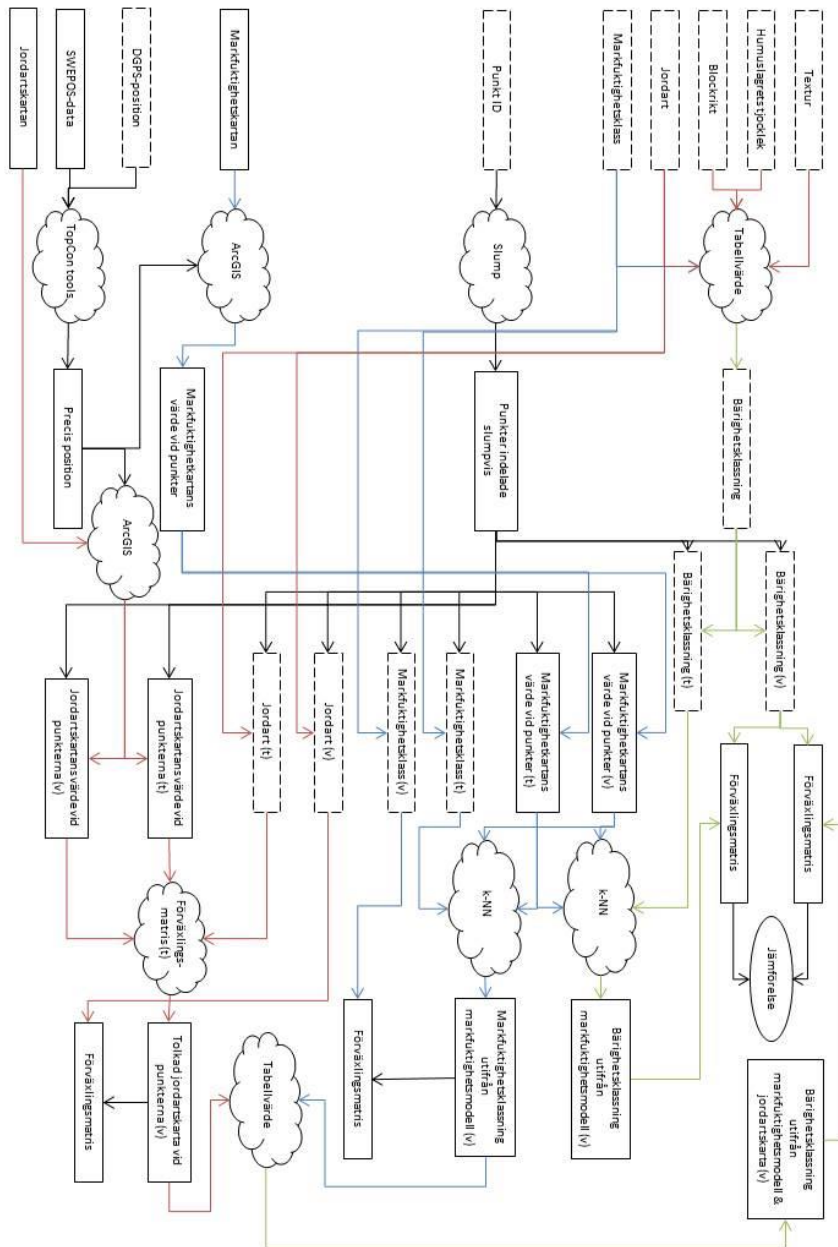 Textur
Humuslagrets tjocklek
Blockrikt
Jordart
Markfuktighetsklass
Punkt ID
Markfuktighetskartan
DGPS-position
SWEPOS-data
Jordartskartan
Tabellvärde
Slump
ArcGIS
TopCon tools
Bärighetsklassning
Punkter indelade
slumpvis
Markfuktighetkartans
värde vid punkter
Precis position
ArcGIS
Bärighetsklassning (v)
Bärighetsklassning (t)
Markfuktighetkartans
värde vid punkter (v)
Markfuktighetkartans
värde vid punkter (t)
Markfuktighetsklass (t)
Markfuktighetsklass (v)
Jordart (v)
Jordart (t)
Jordartskartans värde vid
punkterna (t)
Jordartskartans värde vid
punkterna (v)
Förväxlingsmatris
Förväxlingsmatris
k-NN
k-NN
Förväxlings-
matris (t)
Jämförelse
Bärighetsklassning
utifrån
markfuktighetsmodell (v)
Markfuktighetsklassning
utifrån
markfuktighetsmodell (v)
Förväxlingsmatris
Tolkad jordartskarta vid
punkterna (v)
Förväxlingsmatris
Bärighetsklassning
utifrån
markfuktighetsmodell &
jordartskarta (v)
Tabellvärde